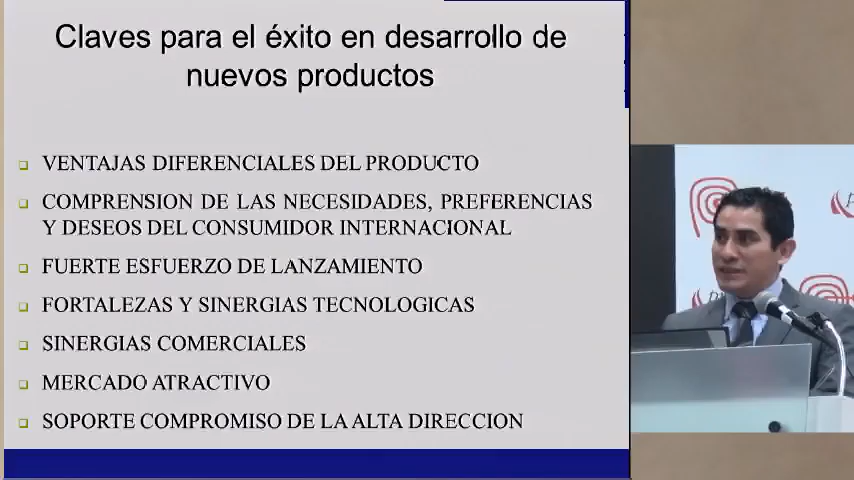 Claves para el éxito en desarrollo de
nuevos productos
VENTAJAS DIFERENCIALES DEL PRODUCTO
COMPRENSION DE LAS NECESIDADES, PREFERENCIAS
Y DESEOS DEL CONSUMIDOR INTERNACIONAL
FUERTE ESFUERZO DE LANZAMIENTO
FORTALEZAS Y SINERGIAS TECNOLOGICAS
SINERGIAS COMERCIALES
MERCADO ATRACTIVO
SOPORTE COMPROMISO DE LA ALTA DIRECCION